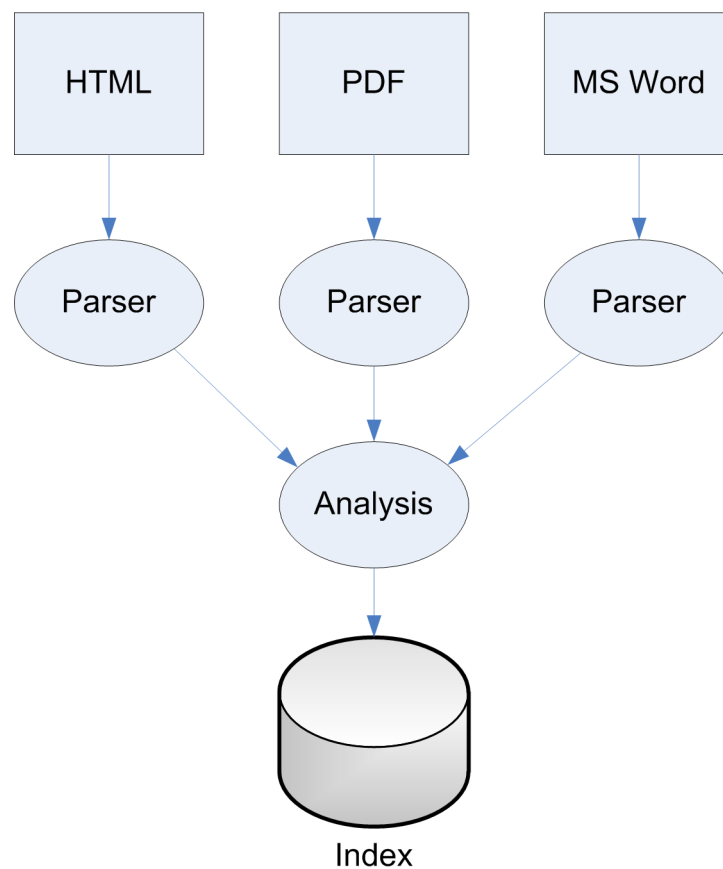 HTML
PDF
MS Word
Parser
Parser
Parser
Analysis
Index